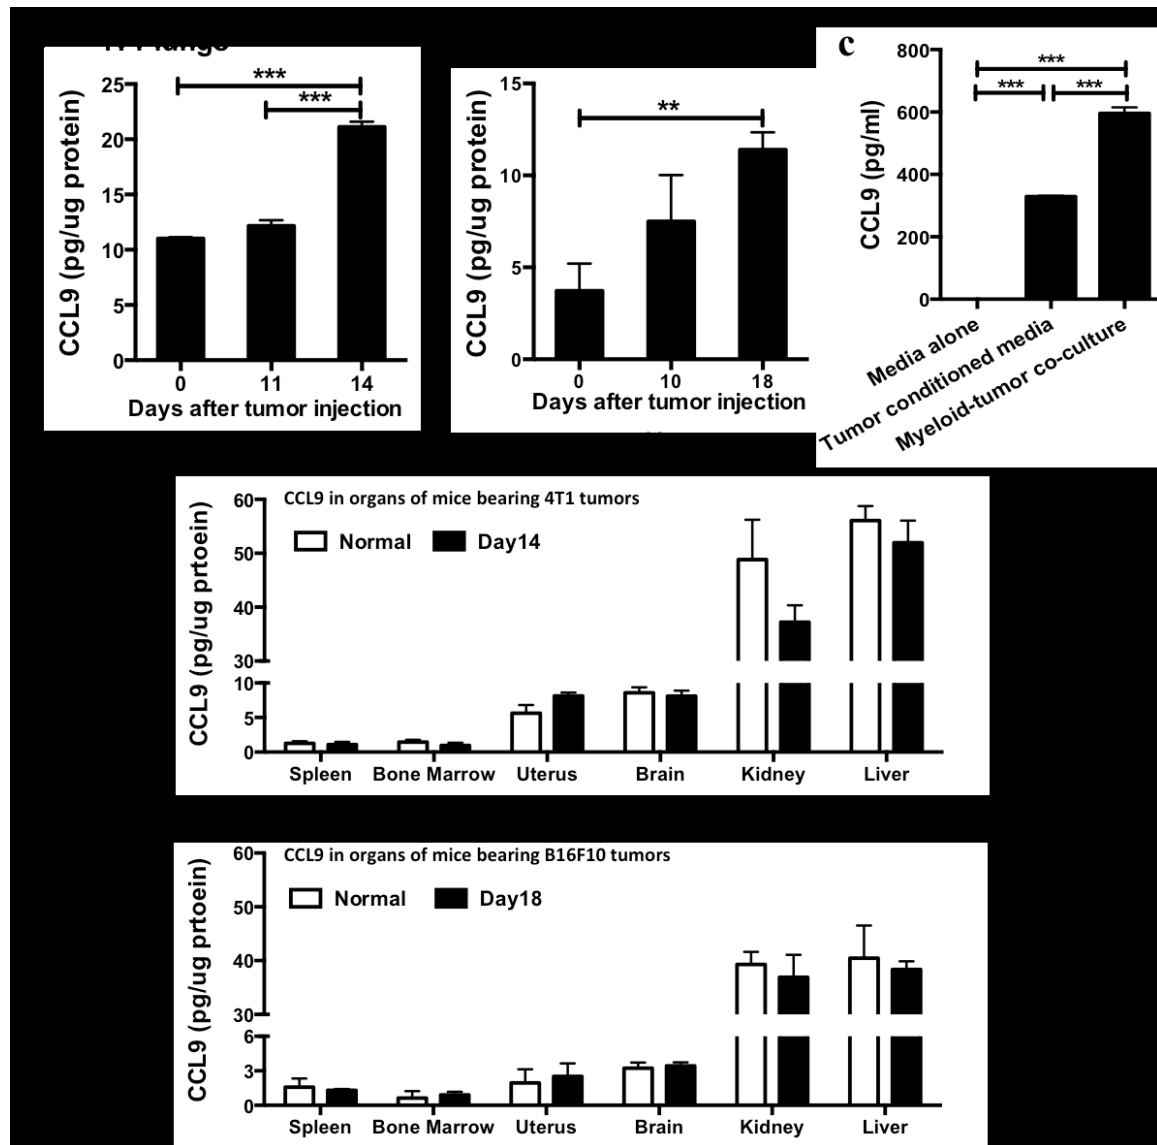 lungs
***
***
25
20
15
10
5
0
CCL9 (pg/ug protein)
0 11 14
Days after tumor injection
**
15
10
5
0
CCL9 (pg/ug protein)
0 10 18
Days after tumor injection
c
***
*** ***
800
600
400
200
0
CCL9 (pg/ml)
Media alone
Tumor conditioned media
Myeloid-tumor co-culture
CCL9 in organs of mice bearing 4T1 tumors
Normal Day14
60
50
40
30
10
5
0
CCL9 (pg/ug prtoein)
Spleen Bone Marrow Uterus Brain Kidney Liver
CCL9 in organs of mice bearing B16F10 tumors
Normal Day18
60
50
40
30
6
3
0
CCL9 (pg/ug prtoein)
Spleen Bone Marrow Uterus Brain Kidney Liver